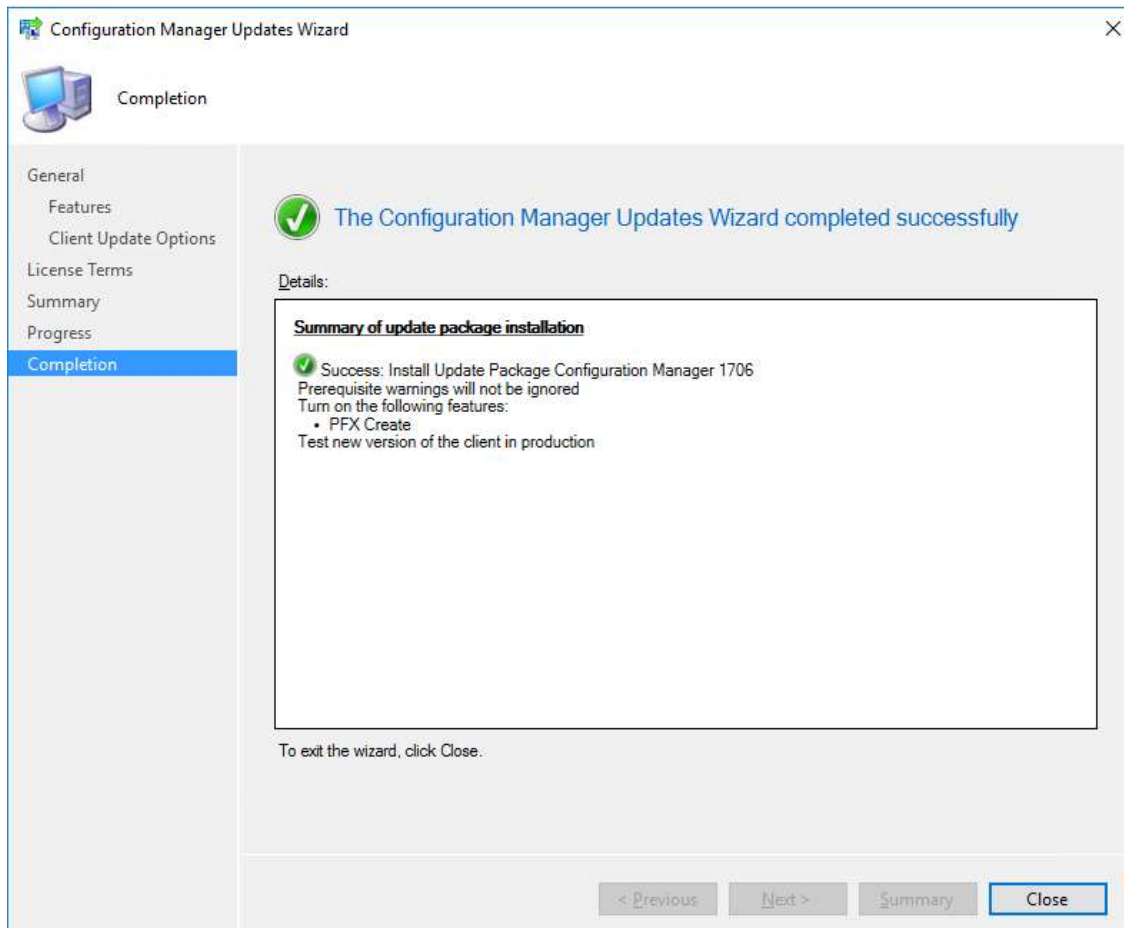 Configuration Manager Updates Wizard
Completion
General
Features
Client Update Options
License Terms
Summary
Progress
Completion
The Configuration Manager Updates Wizard completed successfully
Details:
Summary of update package installation
Success: Install Update Package Configuration Manager 1706
Prerequisite warnings will not be ignored
Turn on the following features:
• PFX Create
Test new version of the client in production
To exit the wizard, click Close.
< Previous
Next >
Summary
Close